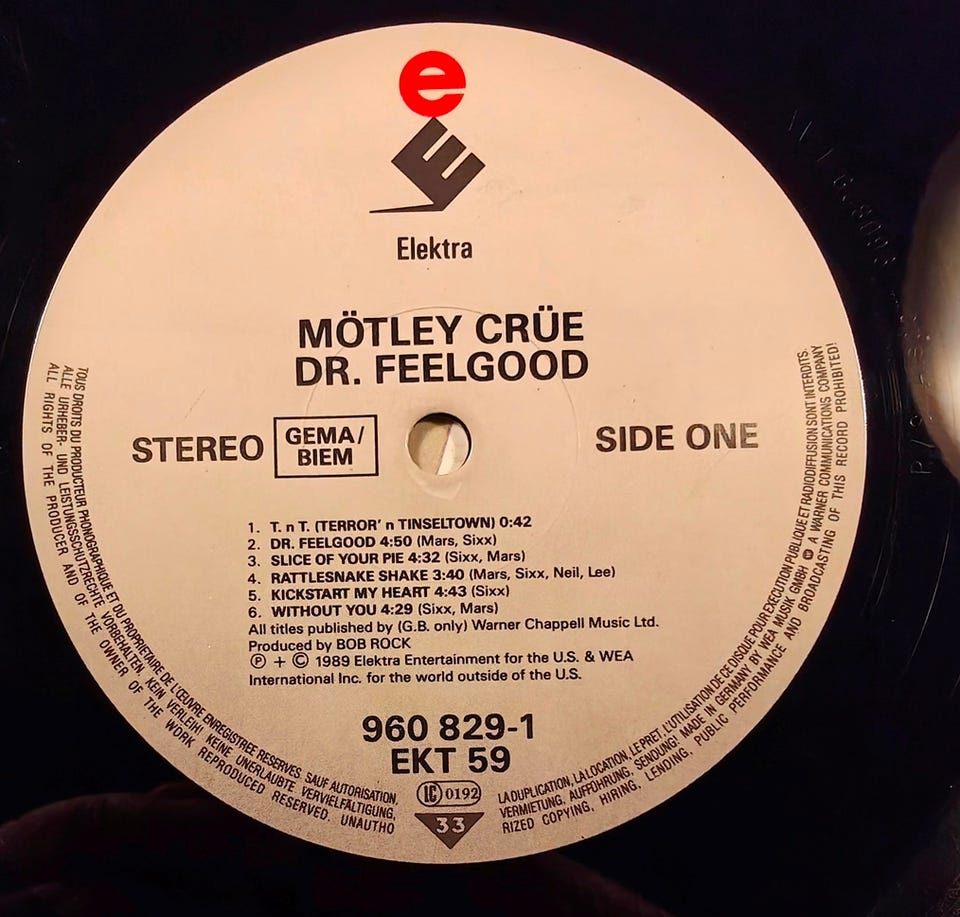 e
E
Elektra
MÖTLEY CRÜE
DR. FEELGOOD
STEREO
GEMA/
BIEM
SIDE ONE
1. T. n T. (TERROR' n TINSELTOWN) 0:42
2. DR. FEELGOOD 4:50 (Mars, Sixx)
3. SLICE OF YOUR PIE 4:32 (Sixx, Mars)
4. RATTLESNAKE SHAKE 3:40 (Mars, Sixx, Neil, Lee)
5. KICKSTART MY HEART 4:43 (Sixx)
6. WITHOUT YOU 4:29 (Sixx, Mars)
All titles published by (G.B. only) Warner Chappell Music Ltd.
Produced by BOB ROCK
Ⓟ + © 1989 Elektra Entertainment for the U.S. & WEA
International Inc. for the world outside of the U.S.
960 829-1
EKT 59
LC 0192
33
TOUS DROITS DU PRODUCTEUR PHONOGRAPHIQUE ET DU PROPRIETAIRE DE L'ŒUVRE ENREGISTREE RESERVES. SAUF AUTORISATION, LA DUPLICATION, LA LOCATION, LE PRET, L'UTILISATION DE CE DISQUE POUR EXECUTION PUBLIQUE ET RADIODIFFUSION SONT INTERDITS.
ALLE URHEBER- UND LEISTUNGSSCHUTZRECHTE VORBEHALTEN. KEIN VERLEIH! KEINE UNERLAUBTE VERVIELFÄLTIGUNG, VERMIETUNG, AUFFÜHRUNG, SENDUNG! MADE IN GERMANY BY WEA MUSIK GMBH A WARNER COMMUNICATIONS COMPANY
ALL RIGHTS OF THE PRODUCER AND OF THE OWNER OF THE WORK REPRODUCED RESERVED. UNAUTHORIZED COPYING, HIRING, LENDING, PUBLIC PERFORMANCE AND BROADCASTING OF THIS RECORD PROHIBITED!